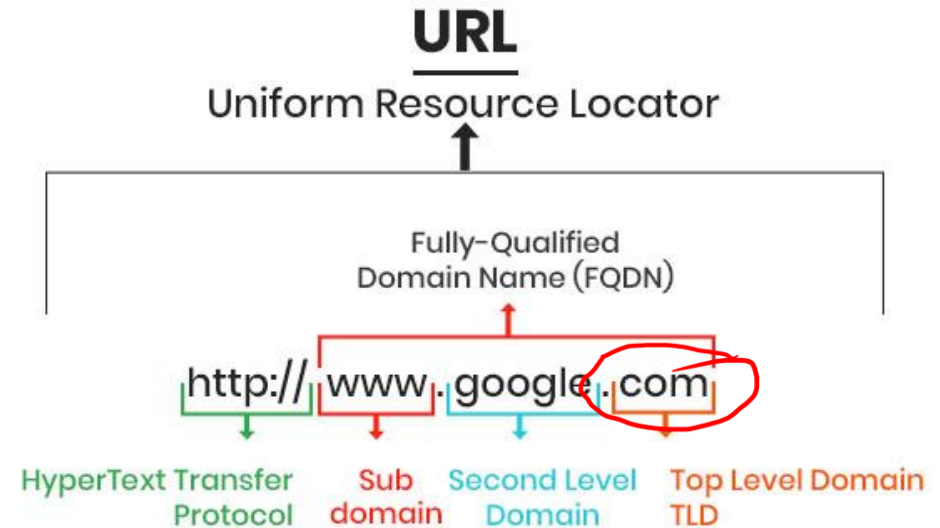 URL
Uniform Resource Locator
Fully-Qualified
Domain Name (FQDN)
http:// www . google . com
HyperText Transfer
Protocol
Sub
domain
Second Level
Domain
Top Level Domain
TLD